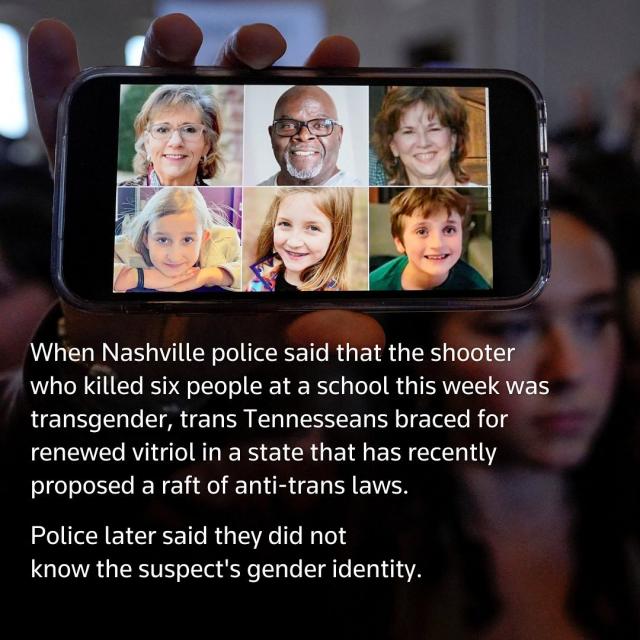 When Nashville police said that the shooter
who killed six people at a school this week was
transgender, trans Tennesseans braced for
renewed vitriol in a state that has recently
proposed a raft of anti-trans laws.
Police later said they did not
know the suspect's gender identity.